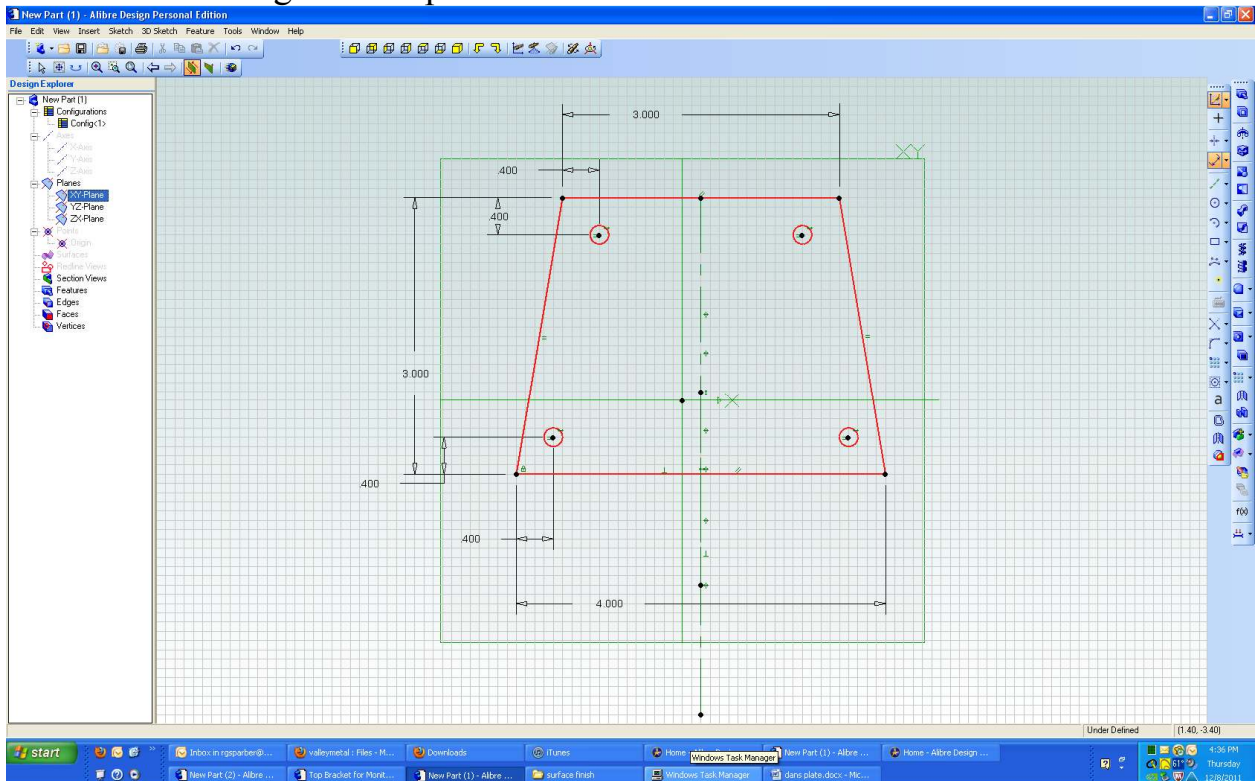 New Part (1) - Alibre Design Personal Edition
File Edit View Insert Sketch 3D Sketch Feature Tools Window Help
Design Explorer
New Part (1)
Configurations
Config<1>
Axes
X-Axis
Y-Axis
Z-Axis
Planes
XY-Plane
YZ-Plane
ZX-Plane
Points
Origin
Surfaces
Redline Views
Section Views
Features
Edges
Faces
Vertices
3.000
XY
.400
.400
3.000
X
.400
.400
4.000
a
f(x)
Under Defined
(1.40, -3.40)
start
Inbox in rgsparber@...
valleymetal : Files - M...
Downloads
iTunes
Windows Task Manager
New Part (1) - Alibre ...
Home - Alibre Design ...
4:36 PM
61°
Thursday
New Part (2) - Alibre ...
Top Bracket for Monit...
New Part (1) - Alibre ...
surface finish
Windows Task Manager
dans plate.docx - Mic...
12/8/2011